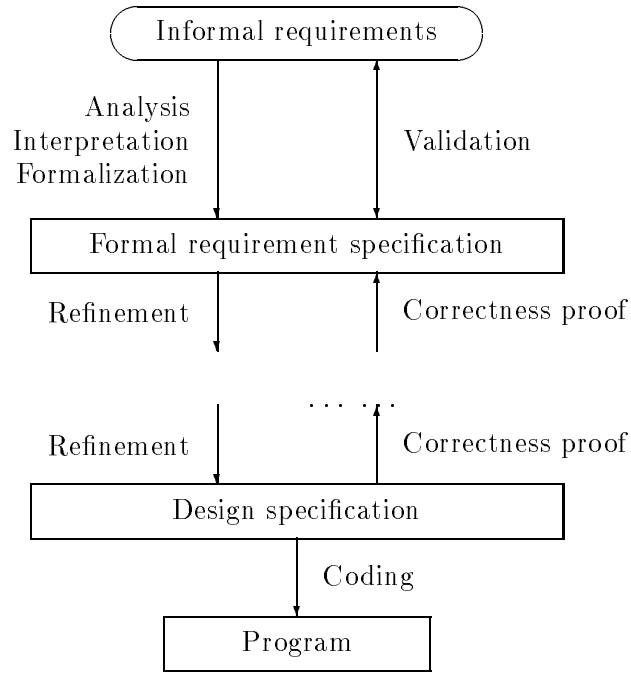 Informal requirements
Analysis
Interpretation
Formalization
Validation
Formal requirement specification
Refinement
Correctness proof
... ...
Refinement
Correctness proof
Design specification
Coding
Program